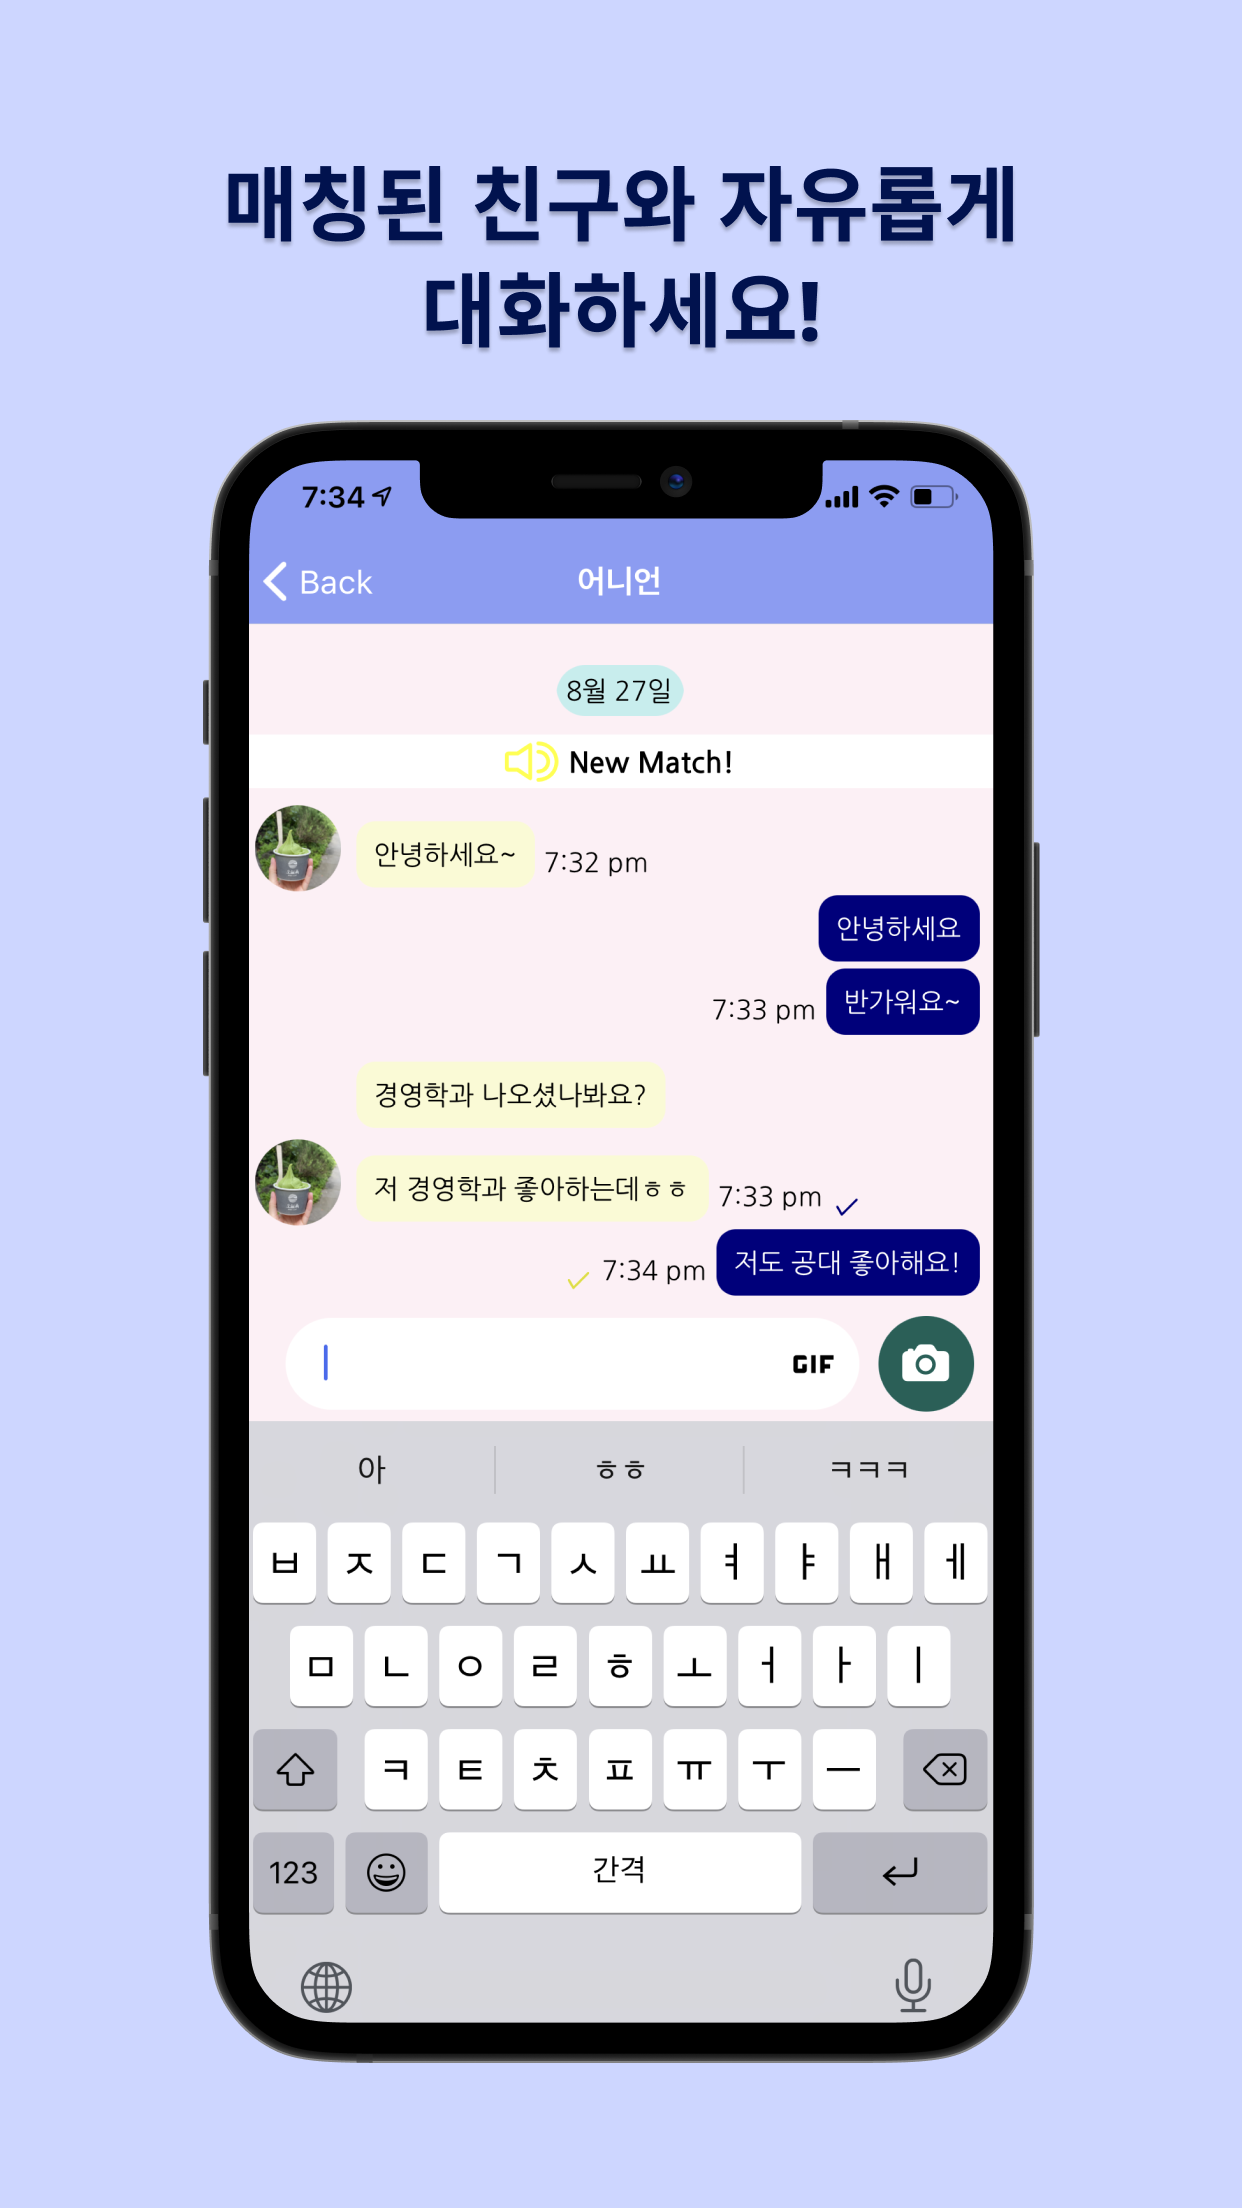 매칭된 친구와 자유롭게
대화하세요!
7:34
Back
어니언
8월 27일
New Match!
안녕하세요~
7:32 pm
안녕하세요
반가워요~
7:33 pm
경영학과 나오셨나봐요?
저 경영학과 좋아하는데ㅎㅎ
7:33 pm
저도 공대 좋아해요!
7:34 pm
GIF
아 ㅎㅎ ㅋㅋㅋ
ㅂ ㅈ ㄷ ㄱ ㅅ ㅛ ㅕ ㅑ ㅐ ㅔ
ㅁ ㄴ ㅇ ㄹ ㅎ ㅗ ㅓ ㅏ ㅣ
ㅋ ㅌ ㅊ ㅍ ㅠ ㅜ ㅡ
123 간격